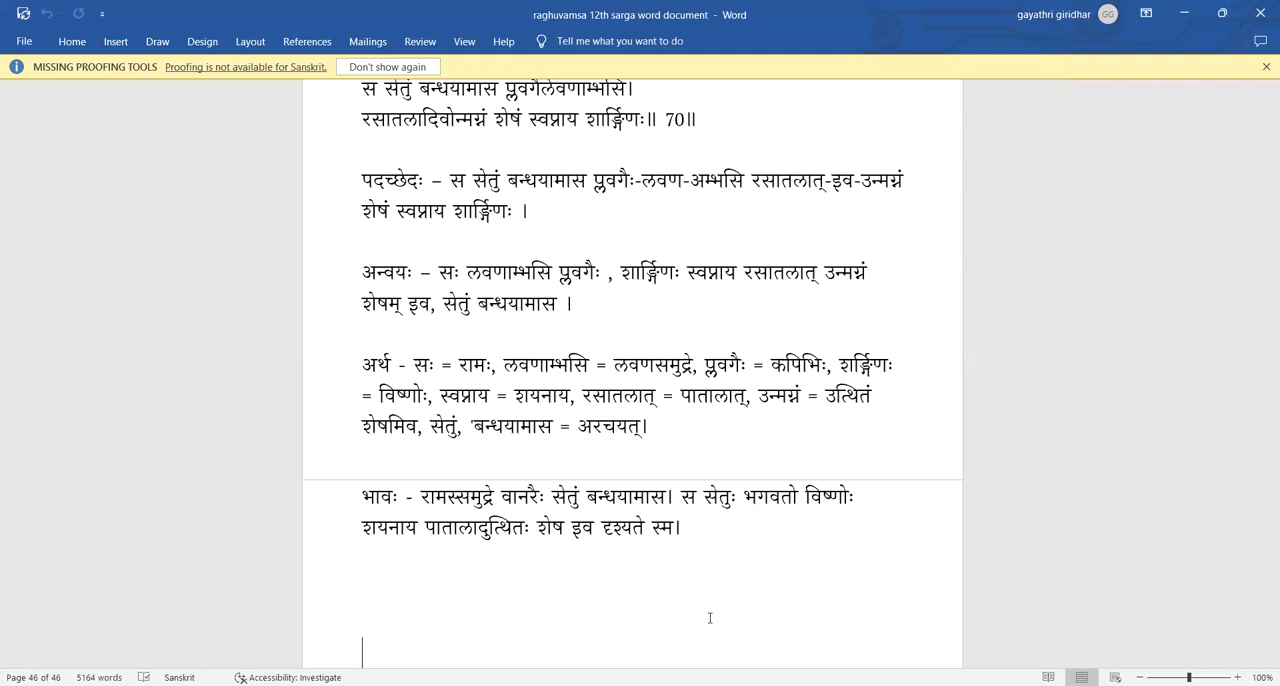 raghuvamsa 12th sarga word document - Word
gayathri giridhar GG
File Home Insert Draw Design Layout References Mailings Review View Help Tell me what you want to do
MISSING PROOFING TOOLS Proofing is not available for Sanskrit. Don't show again
स सेतुं बन्धयामास प्लवगैर्लवणाम्भसि।
रसातलादिवोन्मग्नं शेषं स्वप्नाय शार्ङ्गिणः॥ 70॥
पदच्छेदः – स सेतुं बन्धयामास प्लवगैः-लवण-अम्भसि रसातलात्-इव-उन्मग्नं
शेषं स्वप्नाय शार्ङ्गिणः ।
अन्वयः – सः लवणाम्भसि प्लवगैः , शार्ङ्गिणः स्वप्नाय रसातलात् उन्मग्नं
शेषम् इव, सेतुं बन्धयामास ।
अर्थ - सः = रामः, लवणाम्भसि = लवणसमुद्रे, प्लवगैः = कपिभिः, शर्ङ्गिणः
= विष्णोः, स्वप्नाय = शयनाय, रसातलात् = पातालात्, उन्मग्नं = उत्थितं
शेषमिव, सेतुं, 'बन्धयामास = अरचयत्।
भावः - रामस्समुद्रे वानरैः सेतुं बन्धयामास। स सेतुः भगवतो विष्णोः
शयनाय पातालादुत्थितः शेष इव दृश्यते स्म।
Page 46 of 46 5164 words Sanskrit Accessibility: Investigate 100%